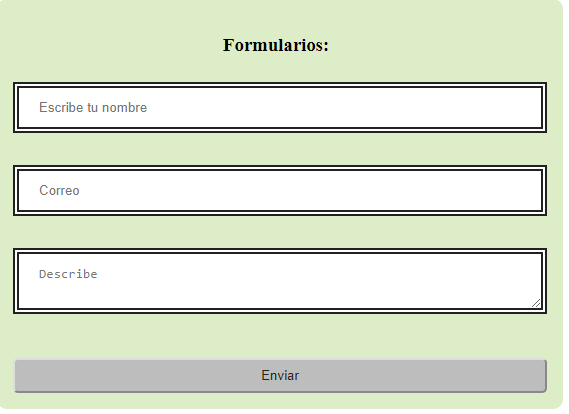 Formularios:
Escribe tu nombre
Correo
Describe
Enviar